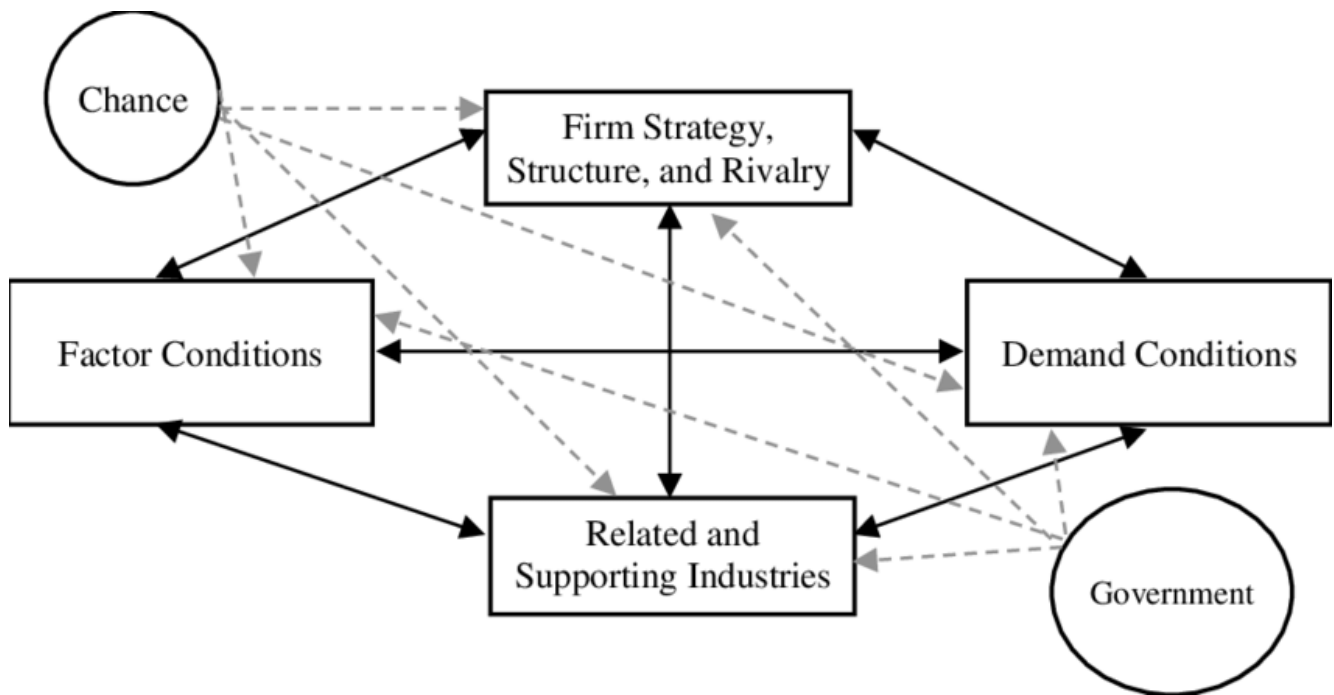 Chance
Firm Strategy,
Structure, and Rivalry
Factor Conditions
Demand Conditions
Related and
Supporting Industries
Government